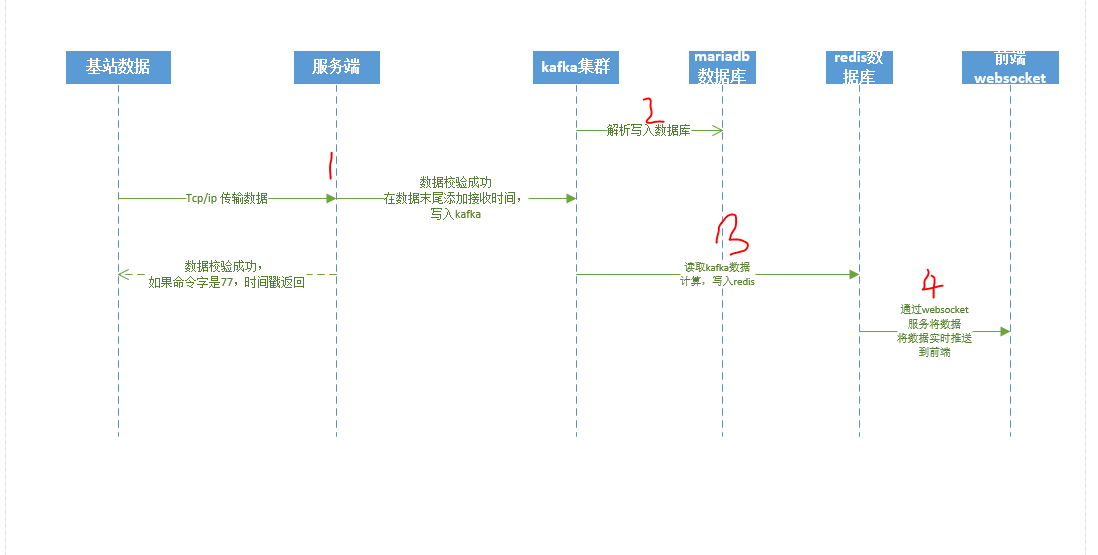 基站数据
服务端
kafka集群
mariadb
数据库
redis数
据库
前端
websocket
2
解析写入数据库
1
Tcp/ip 传输数据
数据校验成功
在数据末尾添加接收时间，
写入kafka
3
数据校验成功，
如果命令字是77，时间戳返回
读取kafka数据
计算，写入redis
4
通过websocket
服务将数据
将数据实时推送
到前端